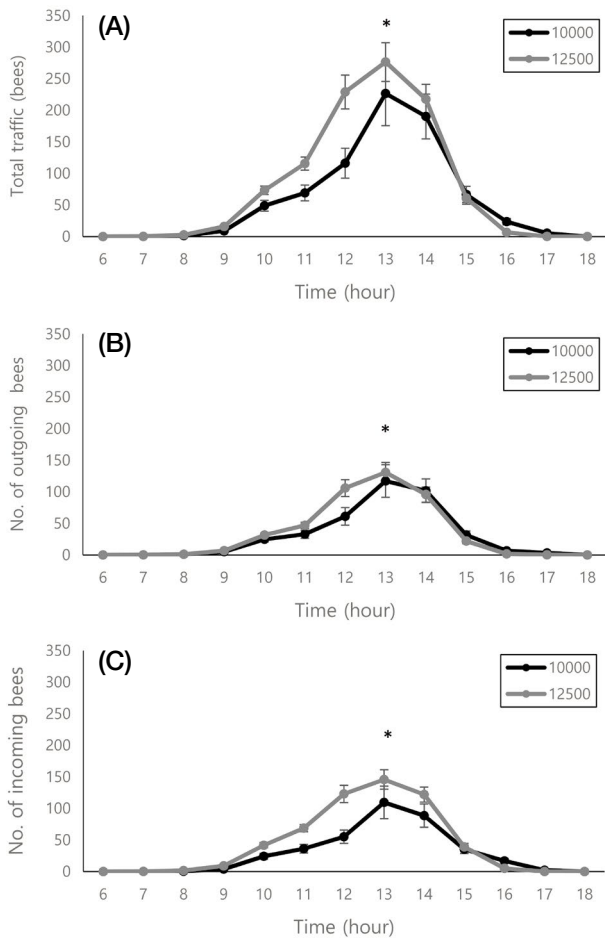 (A)
*
10000
12500
Total traffic (bees)
350
300
250
200
150
100
50
0
6 7 8 9 10 11 12 13 14 15 16 17 18
Time (hour)
(B)
*
10000
12500
No. of outgoing bees
350
300
250
200
150
100
50
0
6 7 8 9 10 11 12 13 14 15 16 17 18
Time (hour)
(C)
*
10000
12500
No. of incoming bees
350
300
250
200
150
100
50
0
6 7 8 9 10 11 12 13 14 15 16 17 18
Time (hour)